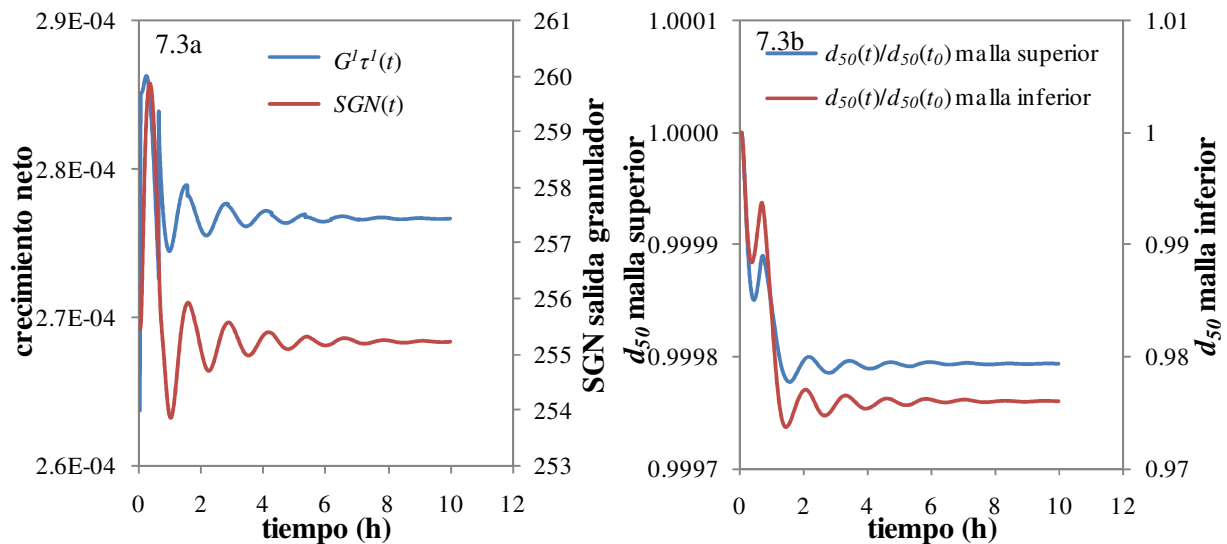 7.3a
G¹τ¹(t)
SGN(t)
crecimiento neto
2.9E-04
2.8E-04
2.7E-04
2.6E-04
SGN salida granulador
261
260
259
258
257
256
255
254
253
0 2 4 6 8 10 12
tiempo (h)
7.3b
d₅₀(t)/d₅₀(t₀) malla superior
d₅₀(t)/d₅₀(t₀) malla inferior
d₅₀ malla superior
1.0001
1.0000
0.9999
0.9998
0.9997
d₅₀ malla inferior
1.01
1
0.99
0.98
0.97
0 2 4 6 8 10 12
tiempo (h)